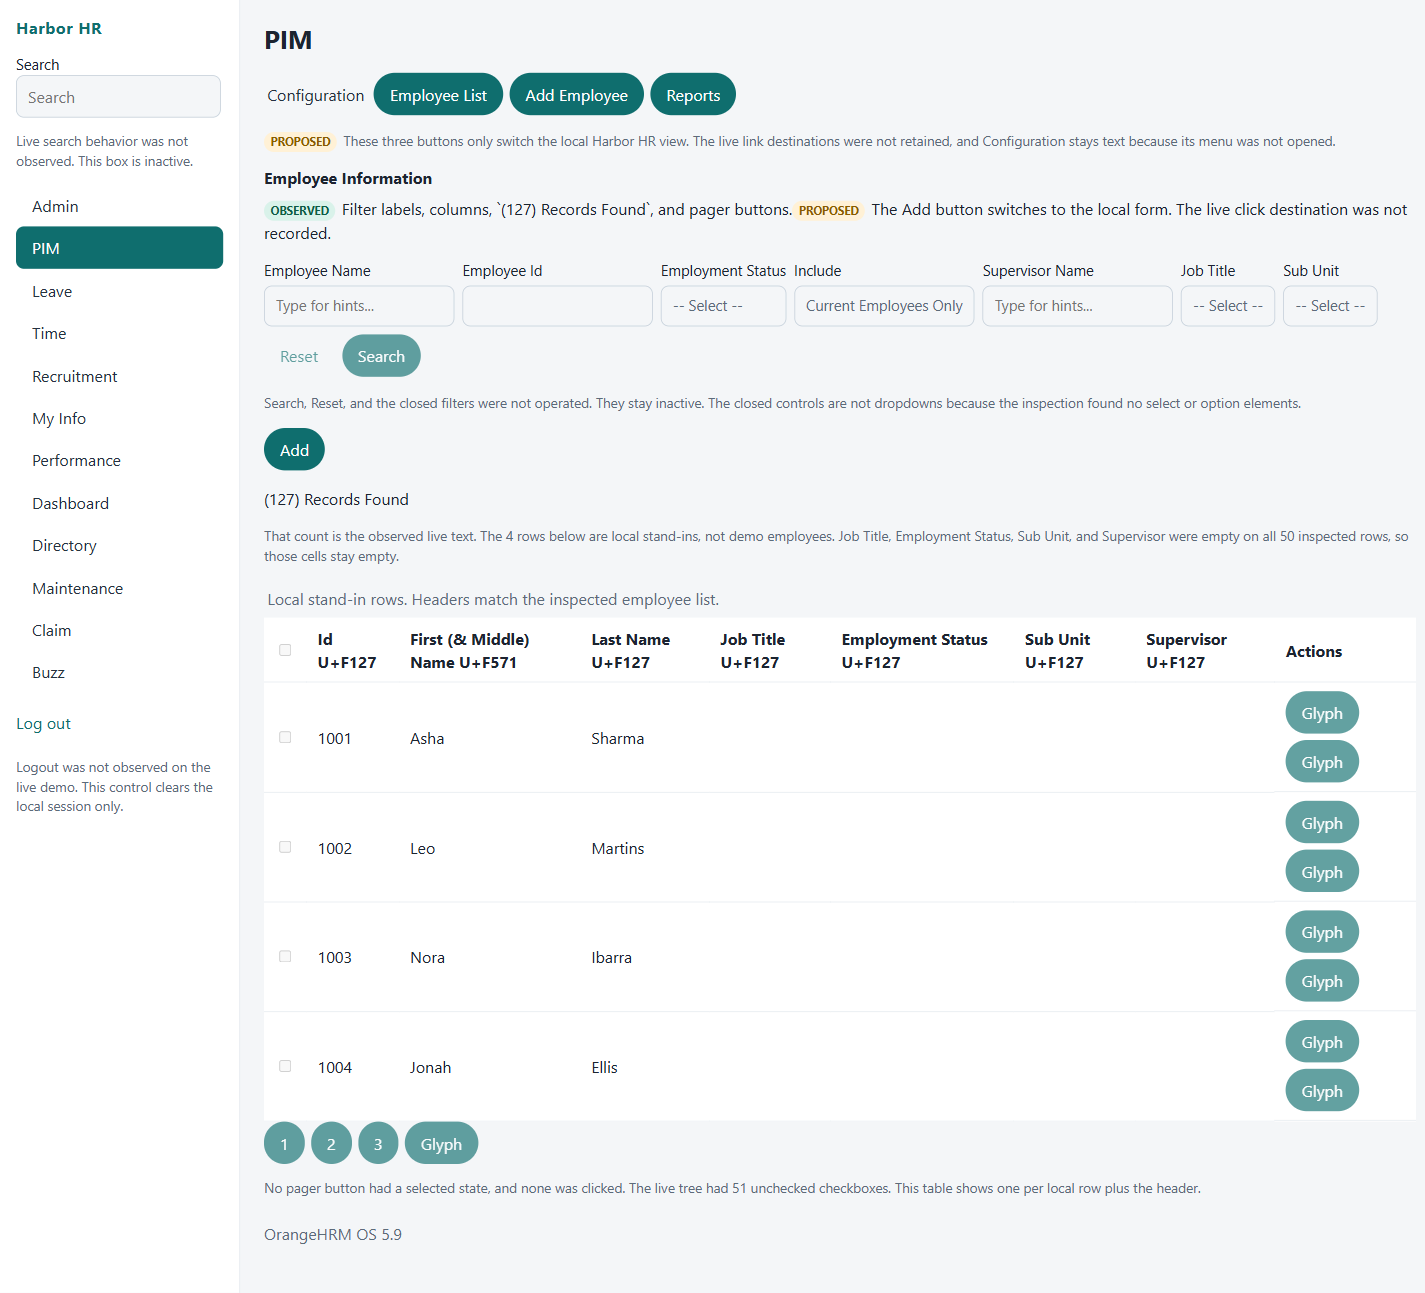 Harbor HR
Search
Search
Live search behavior was not
observed. This box is inactive.
Admin
PIM
Leave
Time
Recruitment
My Info
Performance
Dashboard
Directory
Maintenance
Claim
Buzz
Log out
Logout was not observed on the
live demo. This control clears the
local session only.
PIM
Configuration Employee List Add Employee Reports
PROPOSED These three buttons only switch the local Harbor HR view. The live link destinations were not retained, and Configuration stays text because its menu was not opened.
Employee Information
OBSERVED Filter labels, columns, `(127) Records Found`, and pager buttons. PROPOSED The Add button switches to the local form. The live click destination was not
recorded.
Employee Name Employee Id Employment Status Include Supervisor Name Job Title Sub Unit
Type for hints... -- Select -- Current Employees Only Type for hints... -- Select -- -- Select --
Reset Search
Search, Reset, and the closed filters were not operated. They stay inactive. The closed controls are not dropdowns because the inspection found no select or option elements.
Add
(127) Records Found
That count is the observed live text. The 4 rows below are local stand-ins, not demo employees. Job Title, Employment Status, Sub Unit, and Supervisor were empty on all 50 inspected rows, so
those cells stay empty.
Local stand-in rows. Headers match the inspected employee list.
Id First (& Middle) Last Name Job Title Employment Status Sub Unit Supervisor Actions
U+F127 Name U+F571 U+F127 U+F127 U+F127 U+F127 U+F127
Glyph
1001 Asha Sharma
Glyph
Glyph
1002 Leo Martins
Glyph
Glyph
1003 Nora Ibarra
Glyph
Glyph
1004 Jonah Ellis
Glyph
1 2 3 Glyph
No pager button had a selected state, and none was clicked. The live tree had 51 unchecked checkboxes. This table shows one per local row plus the header.
OrangeHRM OS 5.9